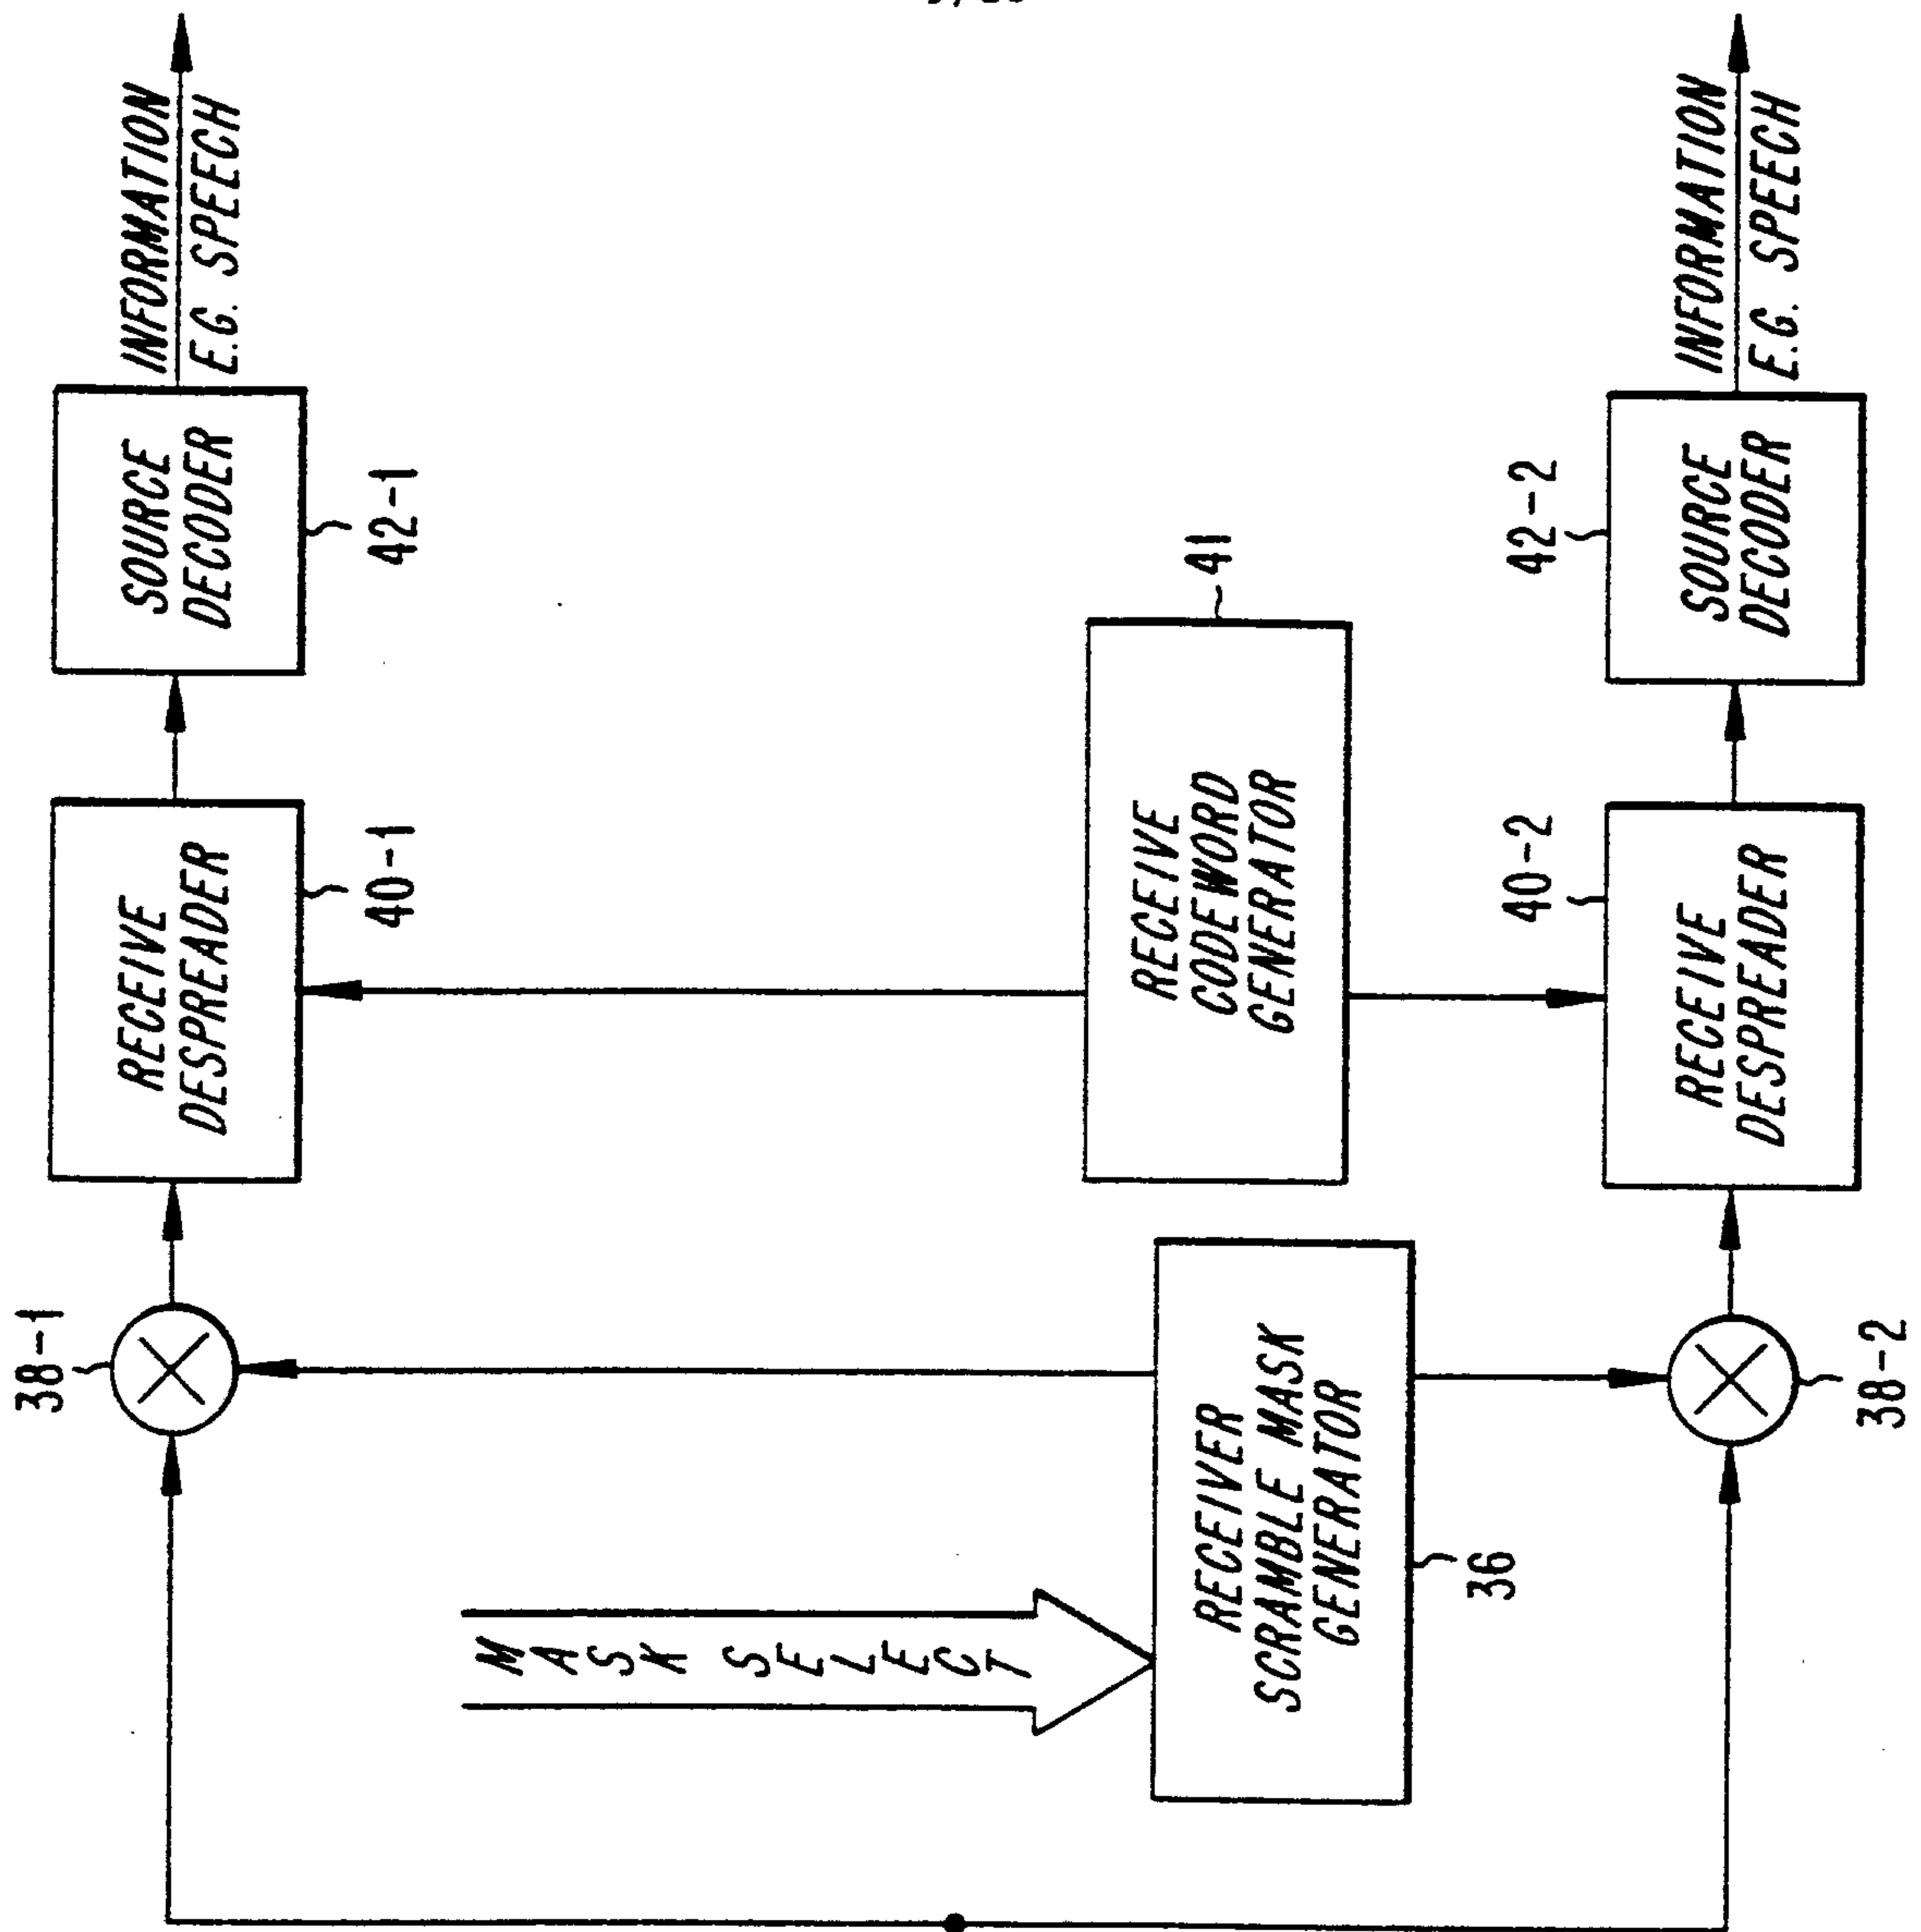 38-1
RECEIVE
DESPREADER
40-1
SOURCE
DECODER
42-1
INFORMATION
E.G. SPEECH
MASK SELECT
RECEIVER
SCRAMBLE MASK
GENERATOR
36
RECEIVE
CODEWORD
GENERATOR
41
38-2
RECEIVE
DESPREADER
40-2
SOURCE
DECODER
42-2
INFORMATION
E.G. SPEECH